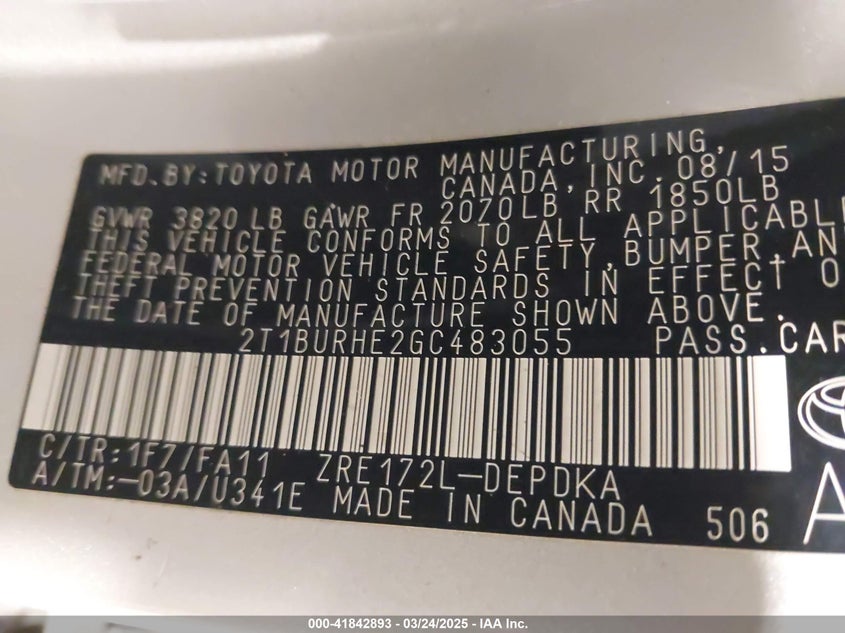 MFD.BY:TOYOTA MOTOR MANUFACTURING,
CANADA, INC. 08/15
GVWR 3820 LB GAWR FR 2070LB RR 1850LB
THIS VEHICLE CONFORMS TO ALL APPLICABL
FEDERAL MOTOR VEHICLE SAFETY,BUMPER,AN
THEFT PREVENTION STANDARDS IN EFFECT O
THE DATE OF MANUFACTURE SHOWN ABOVE.
2T1BURHE2GC483055 PASS.CAR
C/TR:1F7/FA11 ZRE172L-DEPDKA
A/TM:-03A/U341E MADE IN CANADA 506 A
000-41842893 - 03/24/2025 - IAA, Inc.